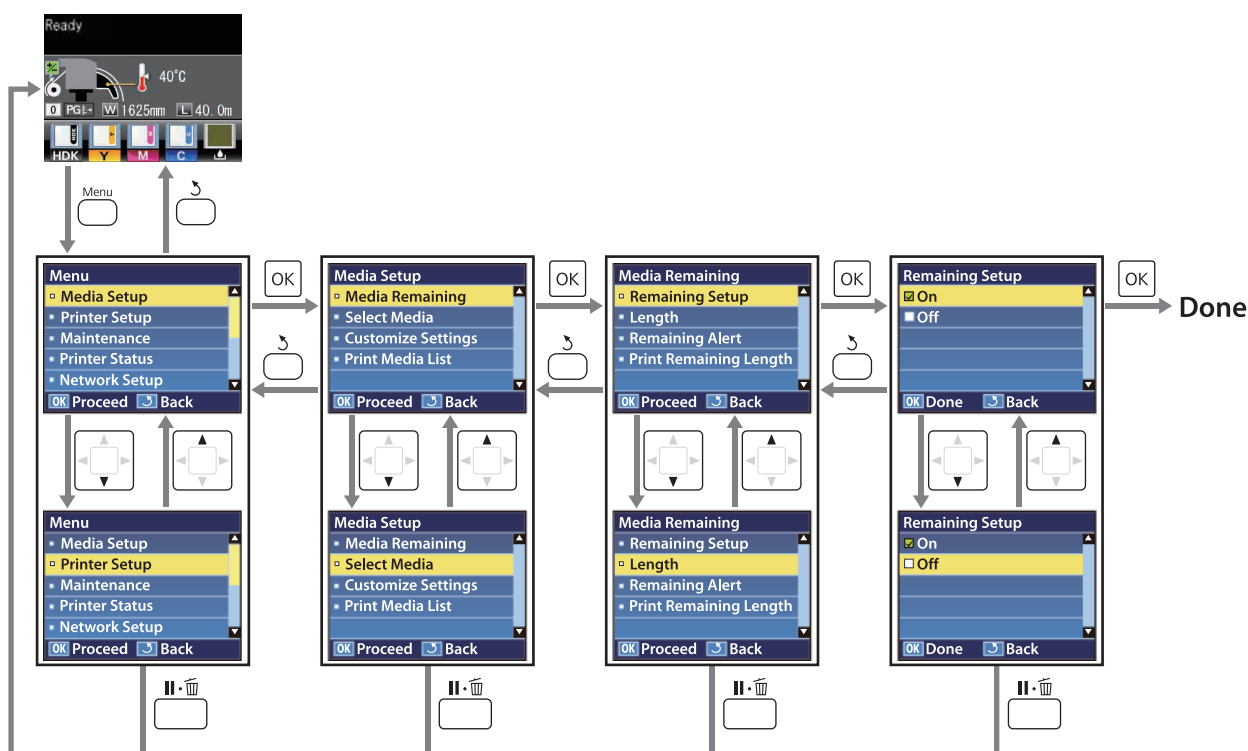 Ready
40°C
0 PG W 1625mm L 40.0m
HDK
HDK Y M C
Menu
Menu
Media Setup
Printer Setup
Maintenance
Printer Status
Network Setup
OK Proceed Back
OK
Media Setup
Media Remaining
Select Media
Customize Settings
Print Media List
OK Proceed Back
OK
Media Remaining
Remaining Setup
Length
Remaining Alert
Print Remaining Length
OK Proceed Back
OK
Remaining Setup
On
Off
OK Done Back
OK
Done
Menu
Media Setup
Printer Setup
Maintenance
Printer Status
Network Setup
OK Proceed Back
Media Setup
Media Remaining
Select Media
Customize Settings
Print Media List
OK Proceed Back
Media Remaining
Remaining Setup
Length
Remaining Alert
Print Remaining Length
OK Proceed Back
Remaining Setup
On
Off
OK Done Back